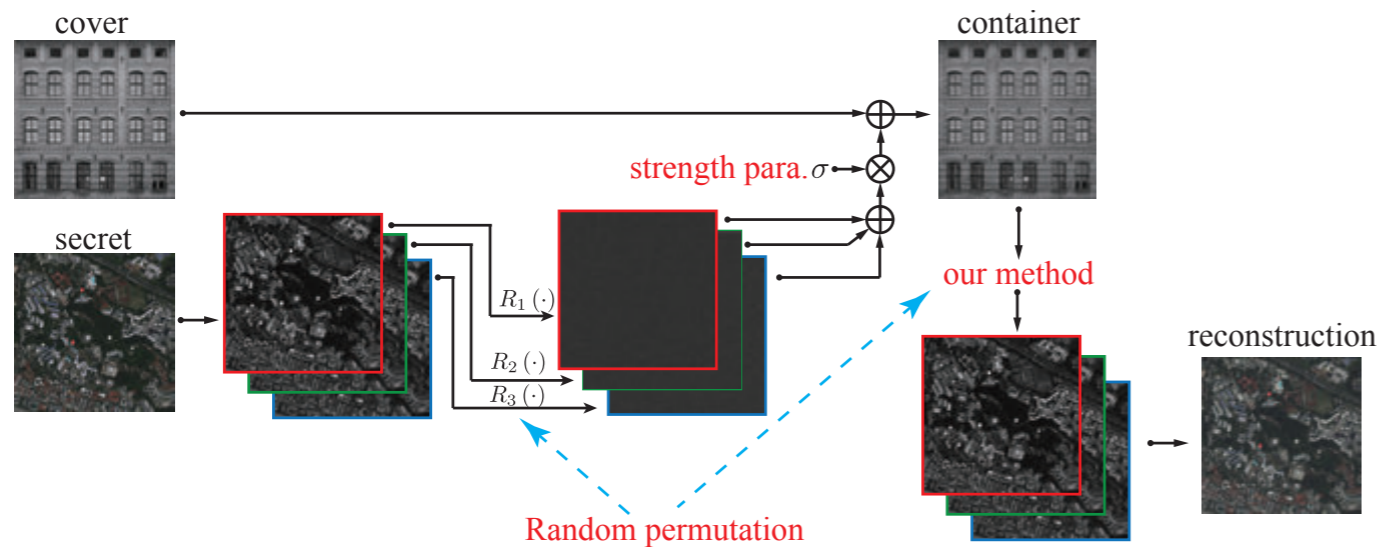 cover
container
strength para. σ
secret
our method
R₁ (·)
reconstruction
R₂ (·)
R₃ (·)
Random permutation